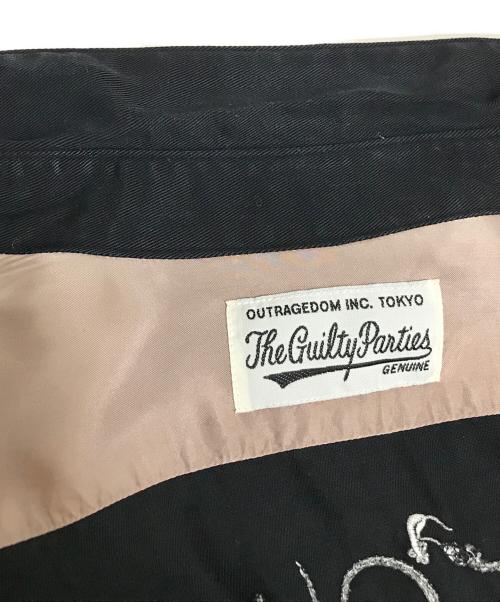 OUTRAGEDOM INC. TOKYO
The Guilty Parties
GENUINE